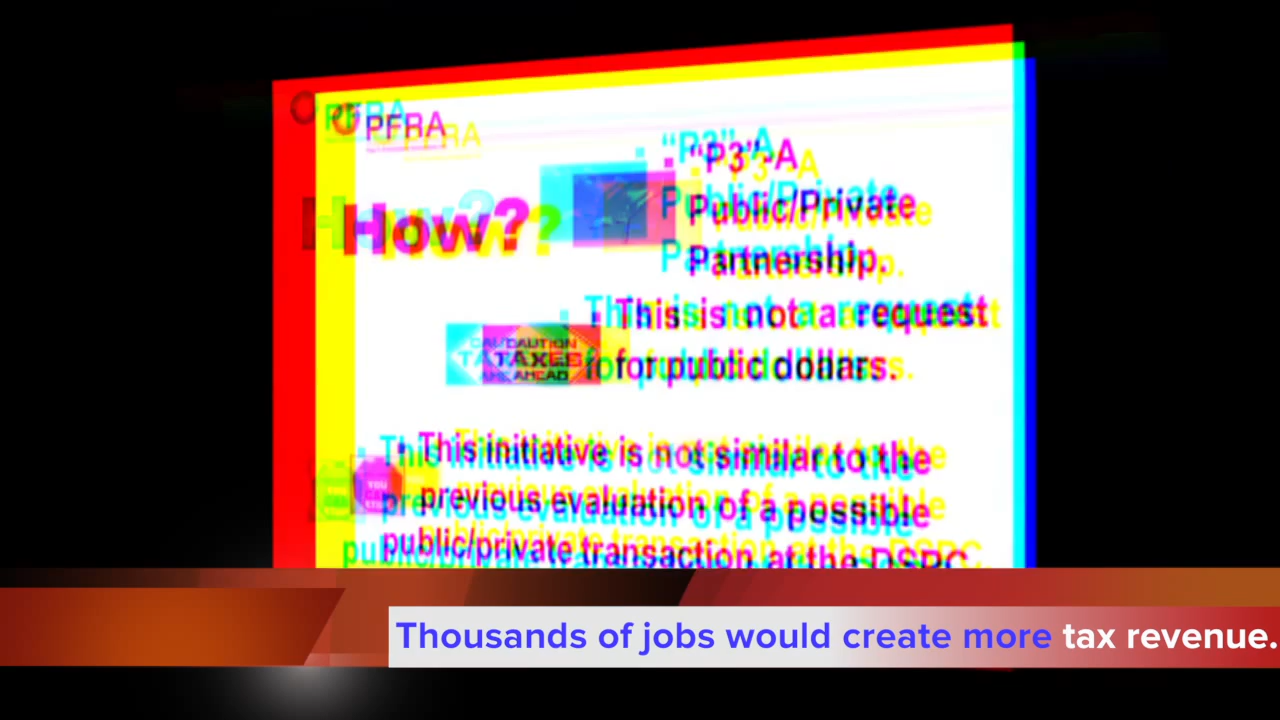 PFRA
How?
"P3"-A
Public/Private
Partnership.
This is not a request
for public dollars.
CAUTION
TAXES
AHEAD
This initiative is not similar to the
previous evaluation of a possible
public/private transaction at the DSPC
YOU
Thousands of jobs would create more tax revenue.